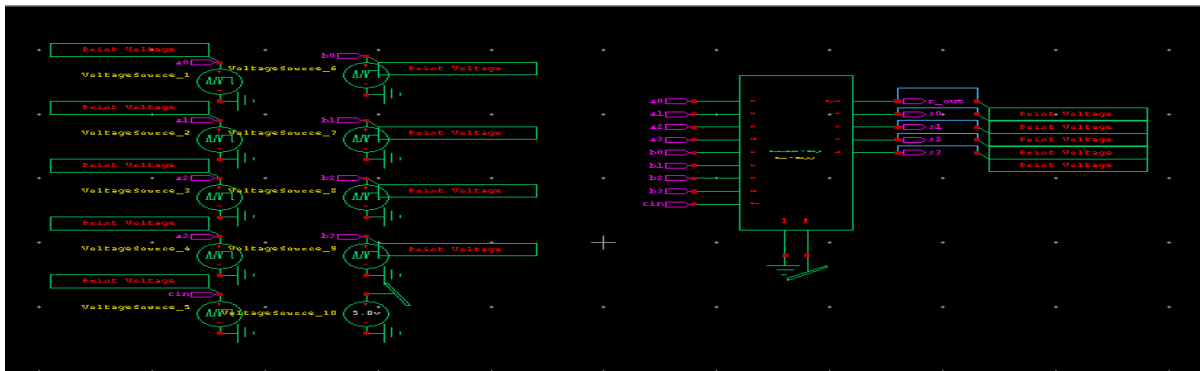 Print Voltage
a0
VoltageSource_1
b0
VoltageSource_6
Print Voltage
Print Voltage
a1
VoltageSource_2
b1
VoltageSource_7
Print Voltage
Print Voltage
a2
VoltageSource_3
b2
VoltageSource_8
Print Voltage
Print Voltage
a3
VoltageSource_4
b3
VoltageSource_9
Print Voltage
Print Voltage
cin
VoltageSource_5
VoltageSource_10
5.0v
a0
a1
a2
a3
b0
b1
b2
b3
cin
c_out
s0
s1
s2
s3
Print Voltage
Print Voltage
Print Voltage
Print Voltage
Print Voltage